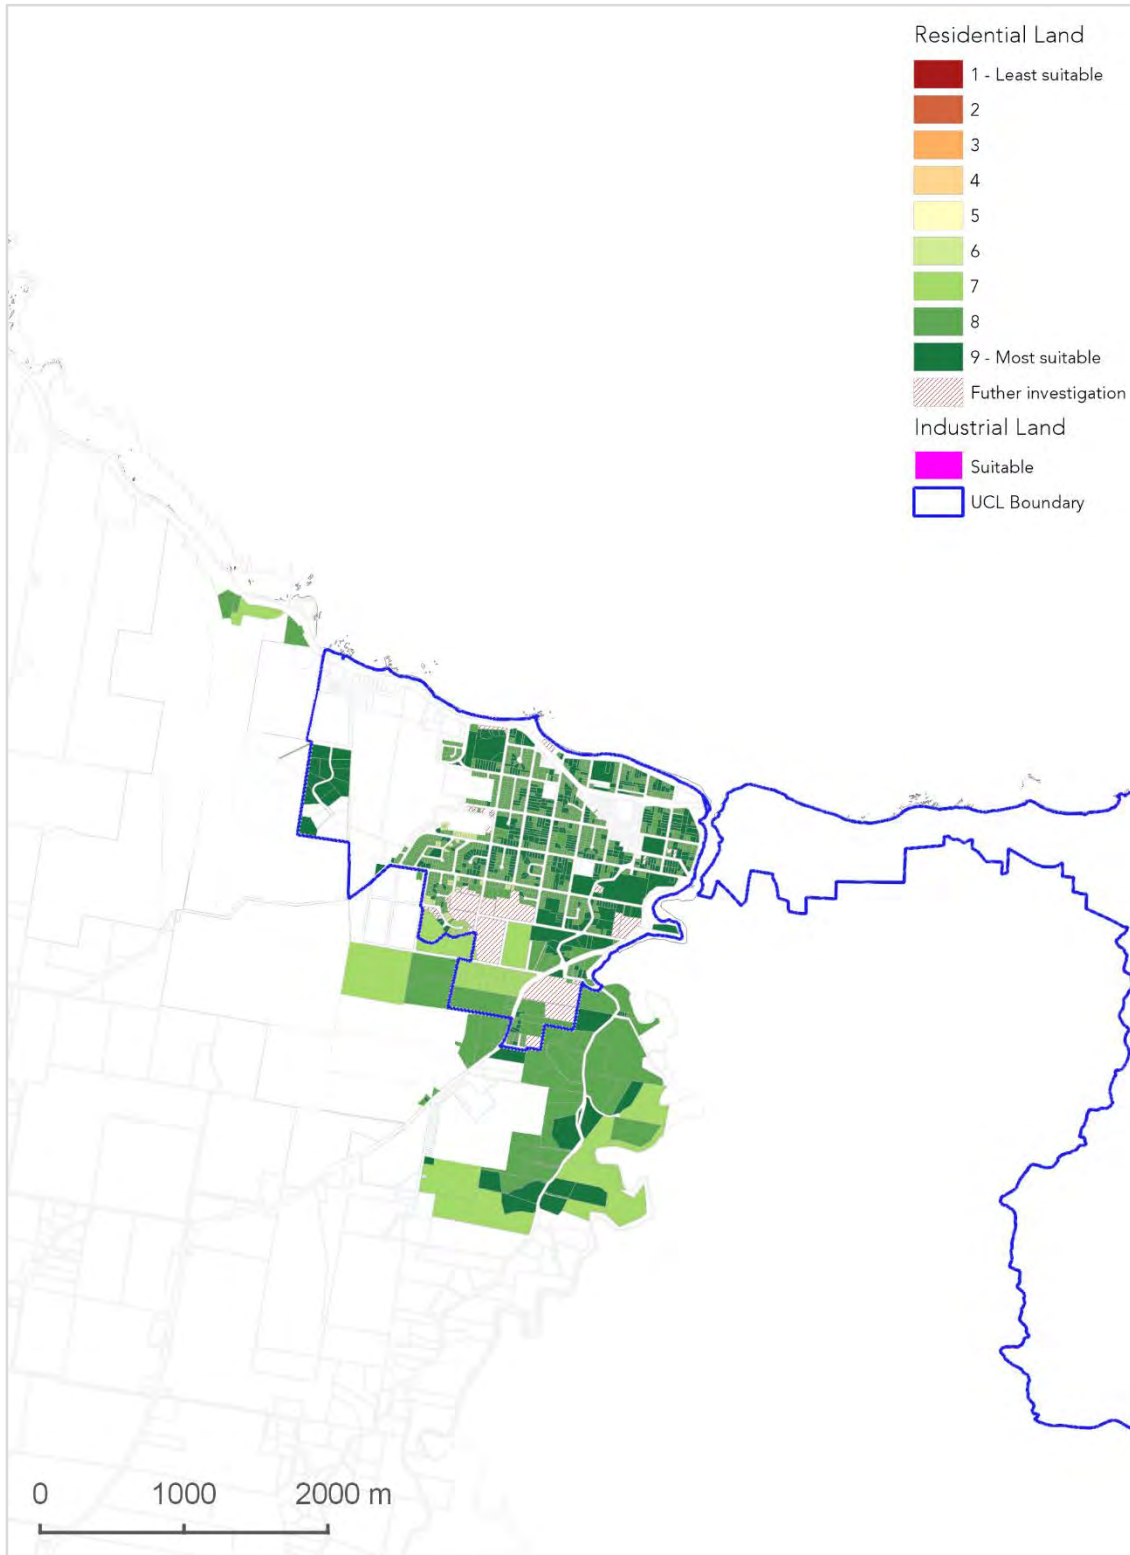 Residential Land
1 - Least suitable
2
3
4
5
6
7
8
9 - Most suitable
Futher investigation
Industrial Land
Suitable
UCL Boundary
0 1000 2000 m